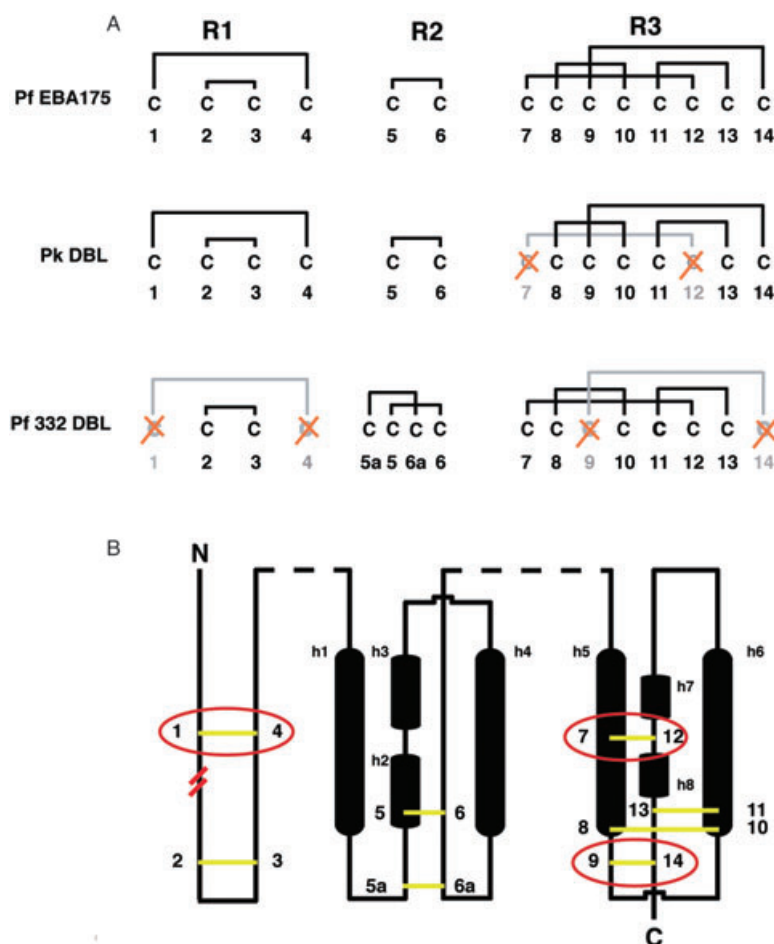 A
R1 R2 R3
Pf EBA175
C C C C C C C C C C C C C C
1 2 3 4 5 6 7 8 9 10 11 12 13 14
Pk DBL
C C C C C C C C C C C C C C
1 2 3 4 5 6 7 8 9 10 11 12 13 14
Pf 332 DBL
C C C C C C C C C C C C C C C C
1 2 3 4 5a 5 6a 6 7 8 9 10 11 12 13 14
B
N
h1 h3 h4 h5 h6
h7
1 4 7 12
h2 h8
5 6 13 11
8 10
2 3 9 14
5a 6a
C